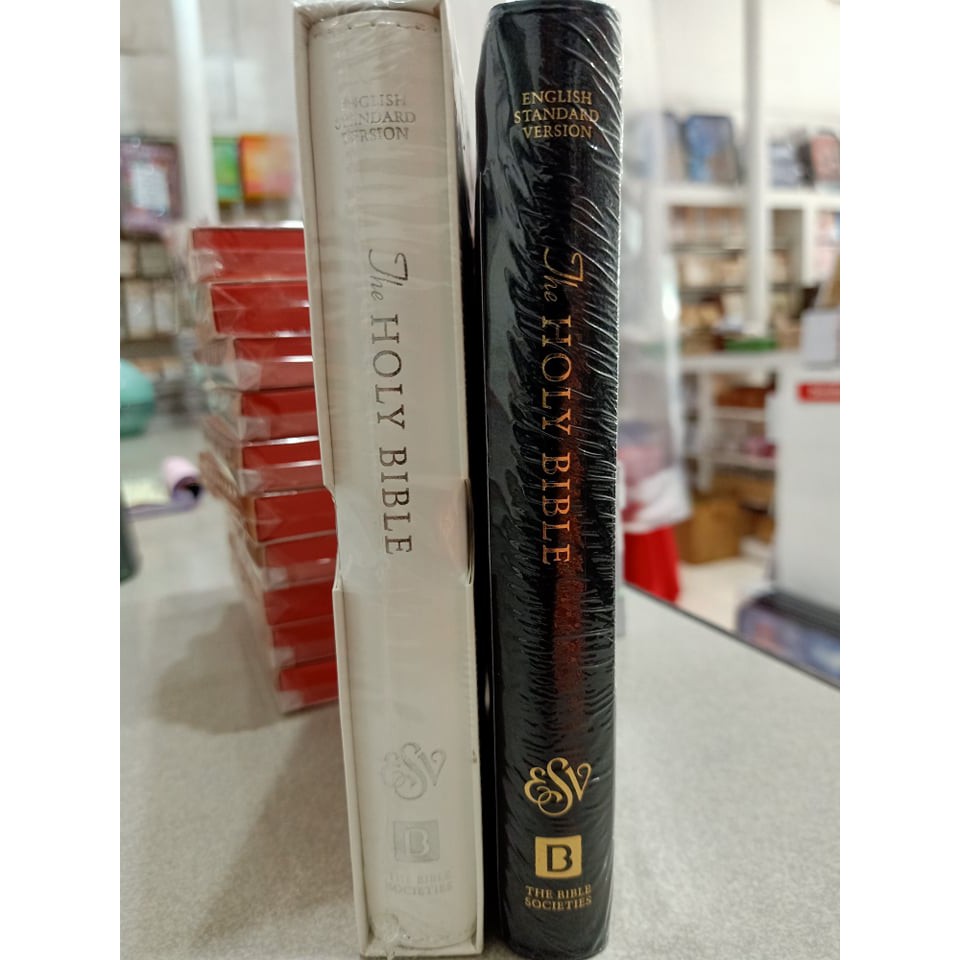 ENGLISH
STANDARD
VERSION
The HOLY BIBLE
ESV
B
THE BIBLE
SOCIETIES
ENGLISH
STANDARD
VERSION
The HOLY BIBLE
ESV
B
THE BIBLE
SOCIETIES